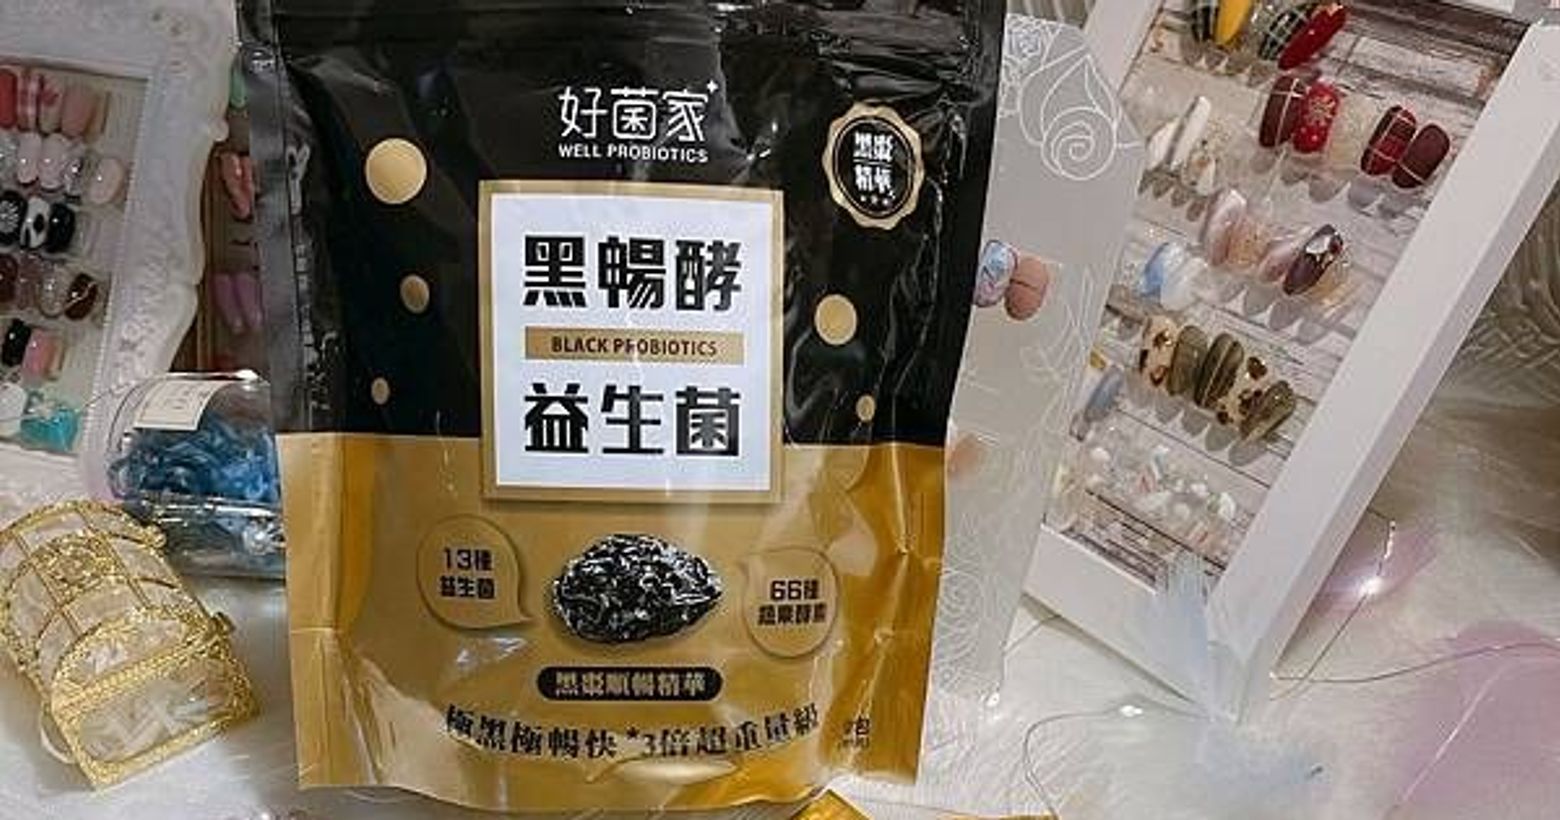 好菌家
WELL PROBIOTICS
黑棗
精華
黑暢酵
BLACK PROBIOTICS
益生菌
13種
益生菌
66種
蔬果酵素
黑棗順暢精華
極黑極暢快*3倍超重量級